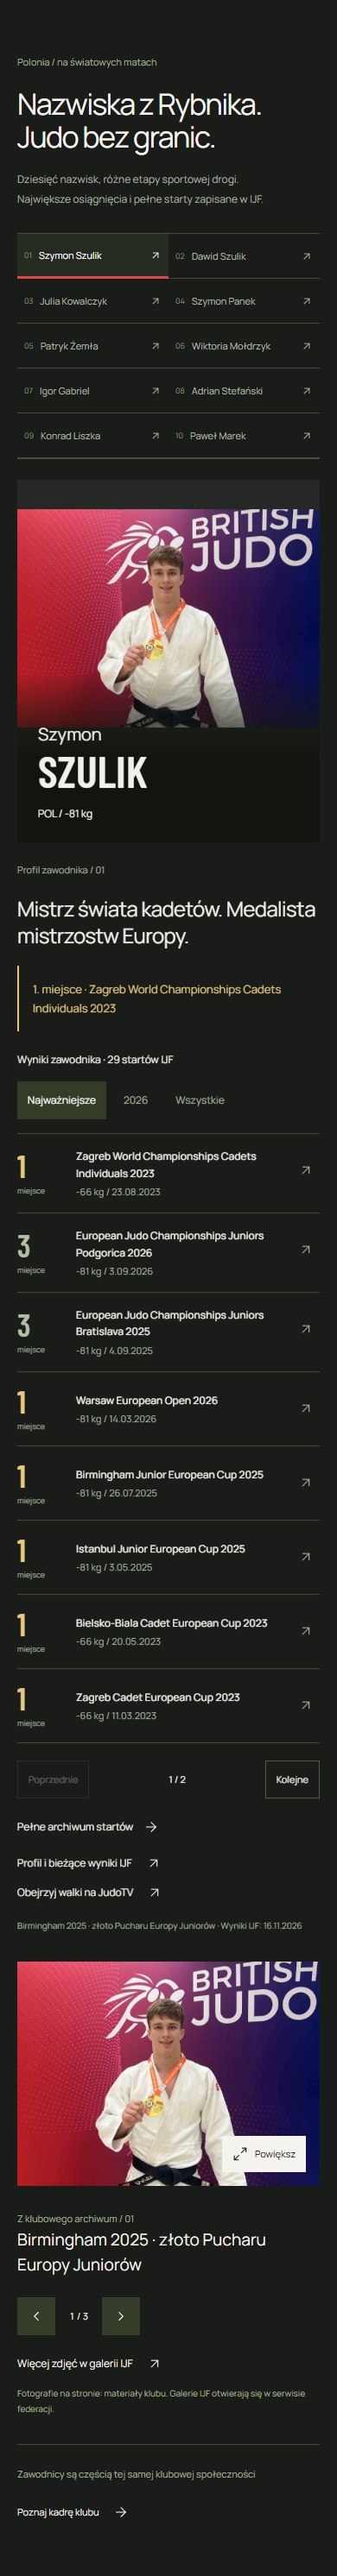 Polonia / na światowych matach
Nazwiska z Rybnika.
Judo bez granic.
Dziesięć nazwisk, różne etapy sportowej drogi.
Największe osiągnięcia i pełne starty zapisane w IJF.
01 Szymon Szulik
02 Dawid Szulik
03 Julia Kowalczyk
04 Szymon Panek
05 Patryk Żemła
06 Wiktoria Mołdrzyk
07 Igor Gabriel
08 Adrian Stefański
09 Konrad Liszka
10 Paweł Marek
BRITISH
JUDO
Szymon
SZULIK
POL / -81 kg
Profil zawodnika / 01
Mistrz świata kadetów. Medalista
mistrzostw Europy.
1. miejsce · Zagreb World Championships Cadets
Individuals 2023
Wyniki zawodnika · 29 startów IJF
Najważniejsze
2026
Wszystkie
1
miejsce
Zagreb World Championships Cadets
Individuals 2023
-66 kg / 23.08.2023
3
miejsce
European Judo Championships Juniors
Podgorica 2026
-81 kg / 3.09.2026
3
miejsce
European Judo Championships Juniors
Bratislava 2025
-81 kg / 4.09.2025
1
miejsce
Warsaw European Open 2026
-81 kg / 14.03.2026
1
miejsce
Birmingham Junior European Cup 2025
-81 kg / 26.07.2025
1
miejsce
Istanbul Junior European Cup 2025
-81 kg / 3.05.2025
1
miejsce
Bielsko-Biala Cadet European Cup 2023
-66 kg / 20.05.2023
1
miejsce
Zagreb Cadet European Cup 2023
-66 kg / 11.03.2023
Poprzednie
1 / 2
Kolejne
Pełne archiwum startów
Profil i bieżące wyniki IJF
Obejrzyj walki na JudoTV
Birmingham 2025 · złoto Pucharu Europy Juniorów · Wyniki IJF: 16.11.2026
BRITISH
JUDO
Powiększ
Z klubowego archiwum / 01
Birmingham 2025 · złoto Pucharu
Europy Juniorów
1 / 3
Więcej zdjęć w galerii IJF
Fotografie na stronie: materiały klubu. Galerie IJF otwierają się w serwisie
federacji.
Zawodnicy są częścią tej samej klubowej społeczności
Poznaj kadrę klubu